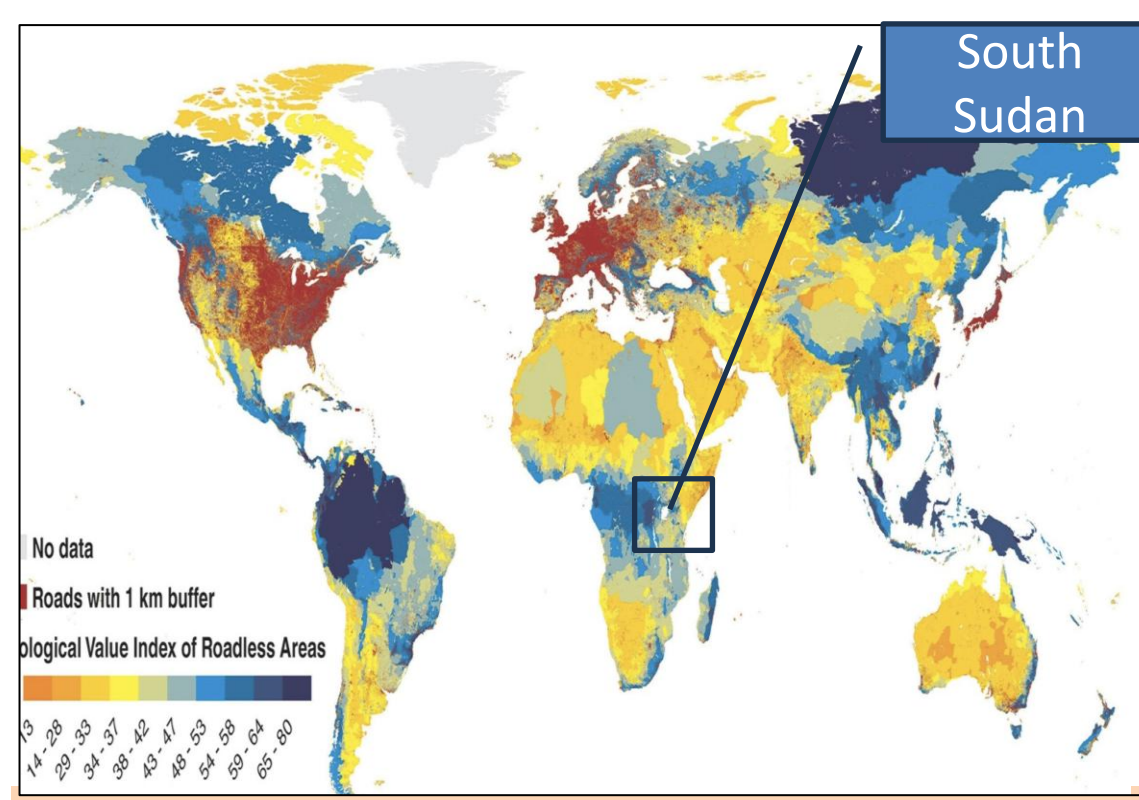 South
Sudan
No data
Roads with 1 km buffer
ological Value Index of Roadless Areas
13
14 - 28
29 - 33
34 - 37
38 - 42
43 - 47
48 - 53
54 - 58
59 - 64
65 - 80